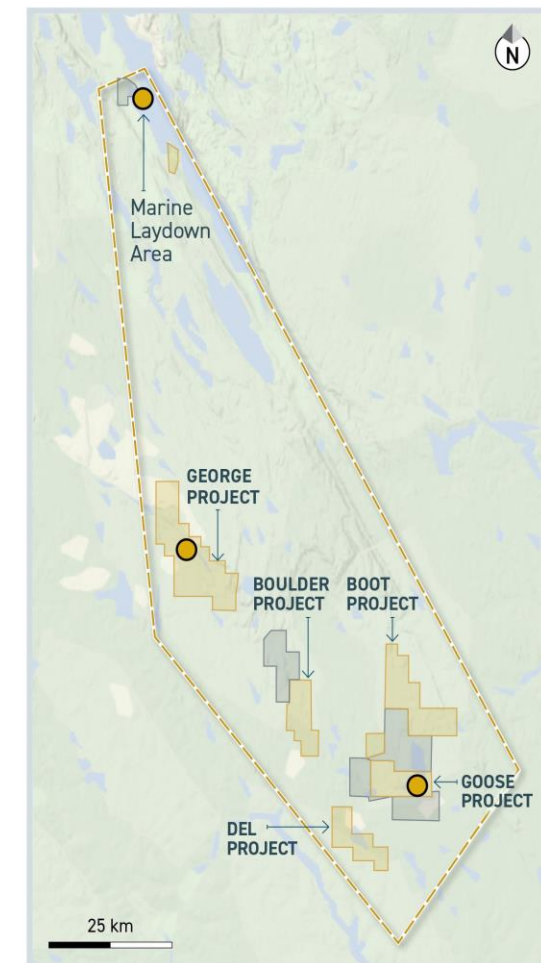 N
Marine
Laydown
Area
GEORGE
PROJECT
BOULDER
PROJECT
BOOT
PROJECT
GOOSE
PROJECT
DEL
PROJECT
25 km